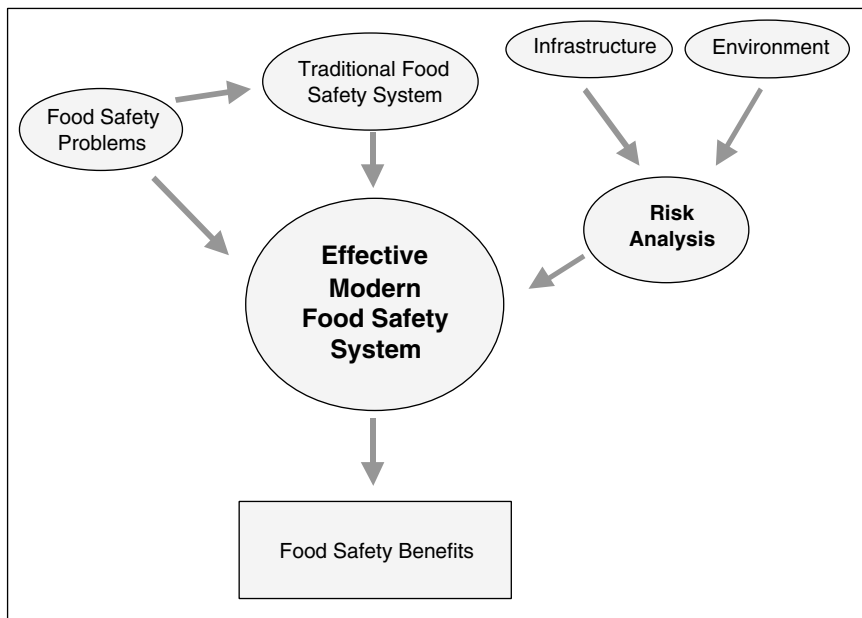 Infrastructure
Environment
Traditional Food
Safety System
Food Safety
Problems
Risk
Analysis
Effective
Modern
Food Safety
System
Food Safety Benefits